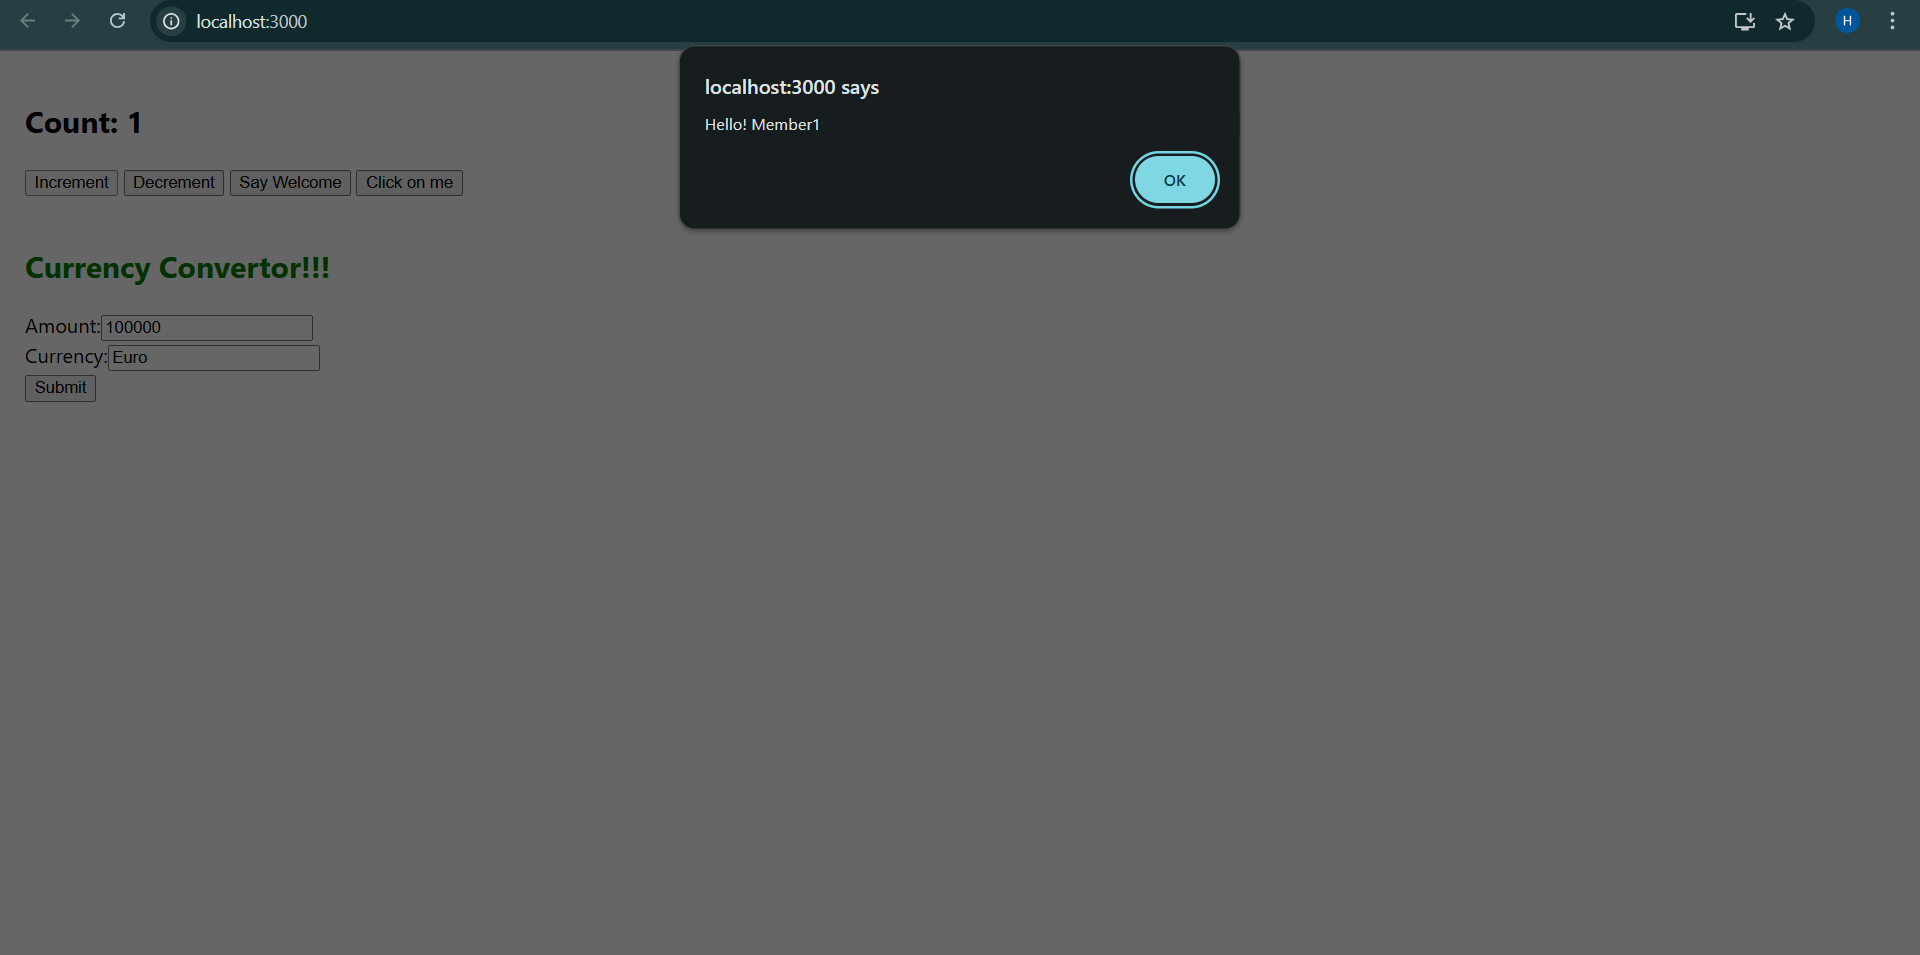 localhost:3000
H
localhost:3000 says
Hello! Member1
OK
Count: 1
Increment Decrement Say Welcome Click on me
Currency Convertor!!!
Amount: 100000
Currency: Euro
Submit